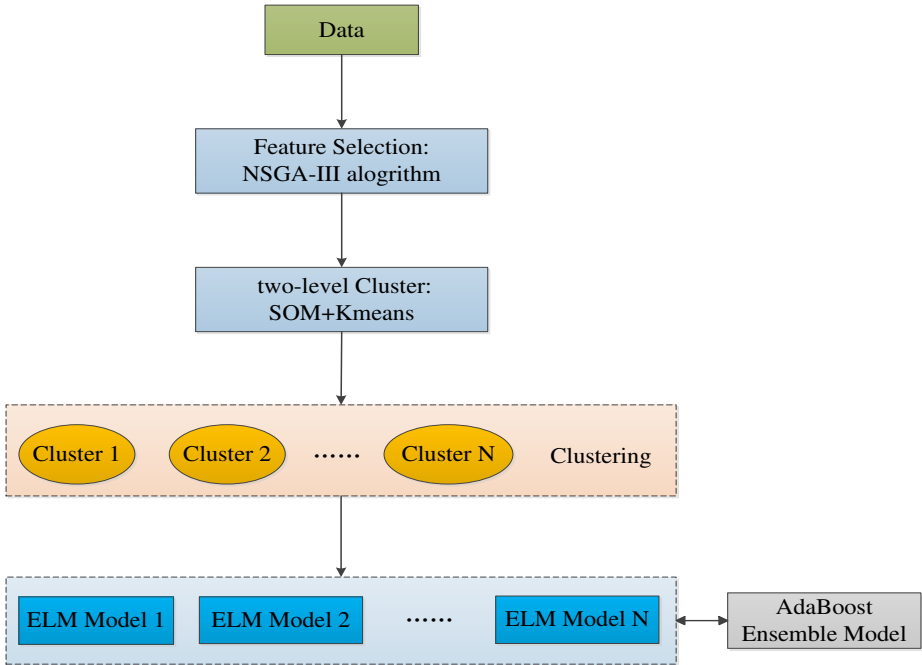 Data
Feature Selection:
NSGA-III alogrithm
two-level Cluster:
SOM+Kmeans
Cluster 1 Cluster 2 ...... Cluster N Clustering
ELM Model 1 ELM Model 2 ...... ELM Model N
AdaBoost
Ensemble Model